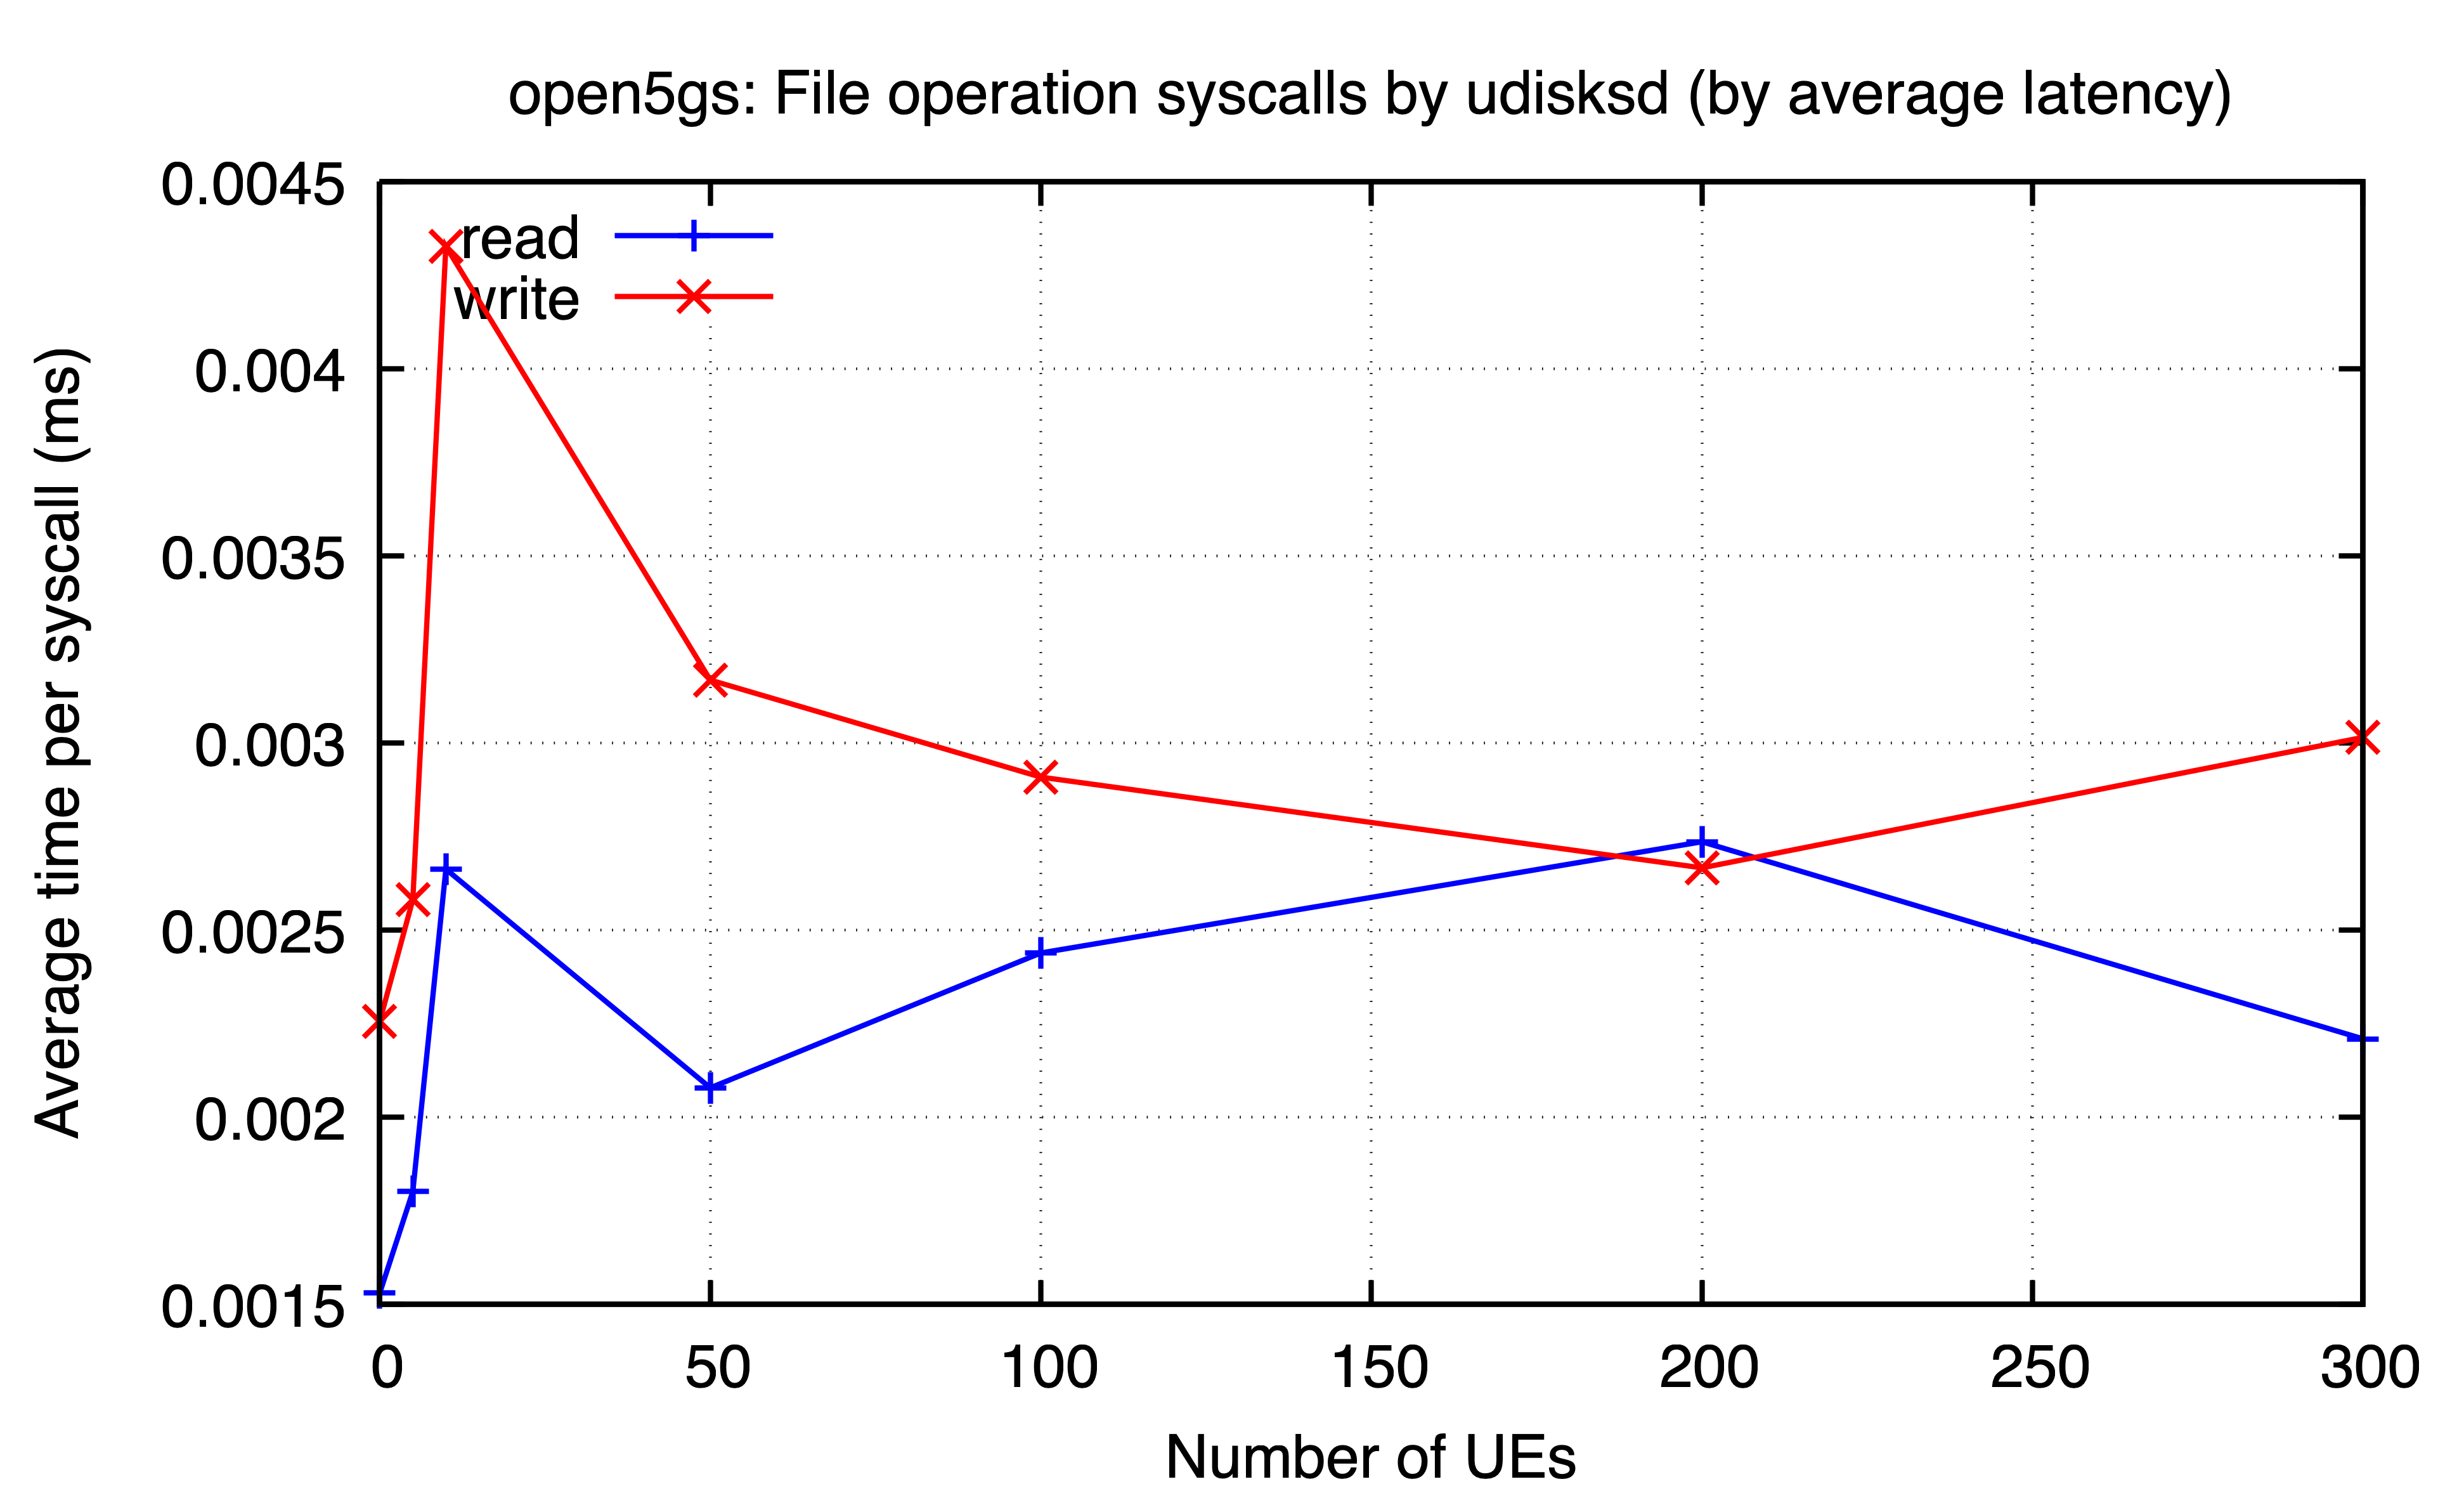 open5gs: File operation syscalls by udisksd (by average latency)
0.0045
0.004
0.0035
0.003
0.0025
0.002
0.0015
Average time per syscall (ms)
read
write
0 50 100 150 200 250 300
Number of UEs